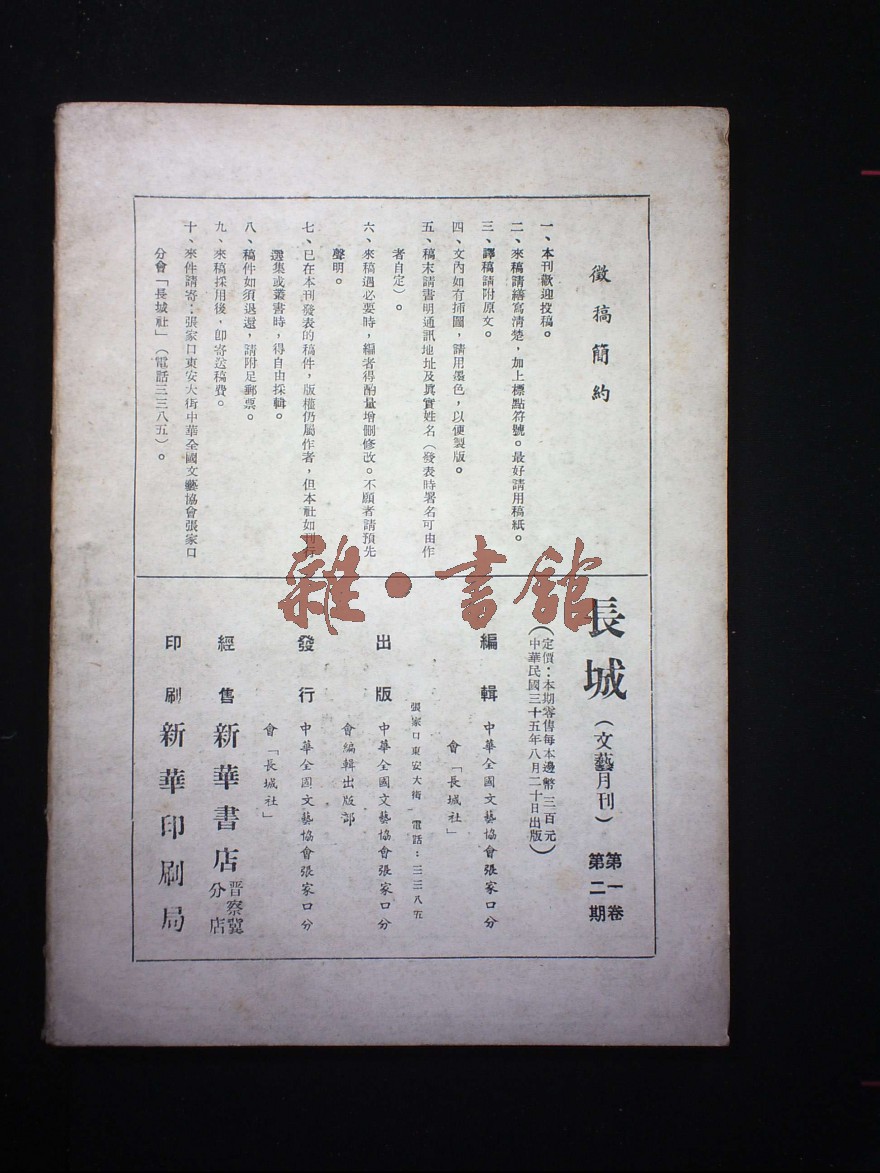 徵稿簡約
一、本刊歡迎投稿。
二、來稿請繕寫清楚，加上標點符號。最好請用稿紙。
三、譯稿請附原文。
四、文內如有插圖，請用墨色，以便製版。
五、稿末請書明通訊地址及眞實姓名（發表時署名可由作
者自定）。
六、來稿遇必要時，編者得酌量增刪修改。不願者請預先
聲明。
七、已在本刊發表的稿件，版權仍屬作者，但本社如刊行
選集或叢書時，得自由採輯。
八、稿件如須退還，請附足郵票。
九、來稿採用後，卽寄送稿費。
十、來件請寄：張家口東安大街中華全國文藝協會張家口
分會「長城社」（電話三三八五）。
長城（文藝月刊）
第一卷
第二期
（定價：本期零售每本邊幣三百元
中華民國三十五年八月二十日出版）
編輯 中華全國文藝協會張家口分
會「長城社」
張家口東安大街 電話：三三八五
出版 中華全國文藝協會張家口分
會編輯出版部
發行 中華全國文藝協會張家口分
會「長城社」
經售 新華書店 晋察冀
分店
印刷 新華印刷局
雜·書館